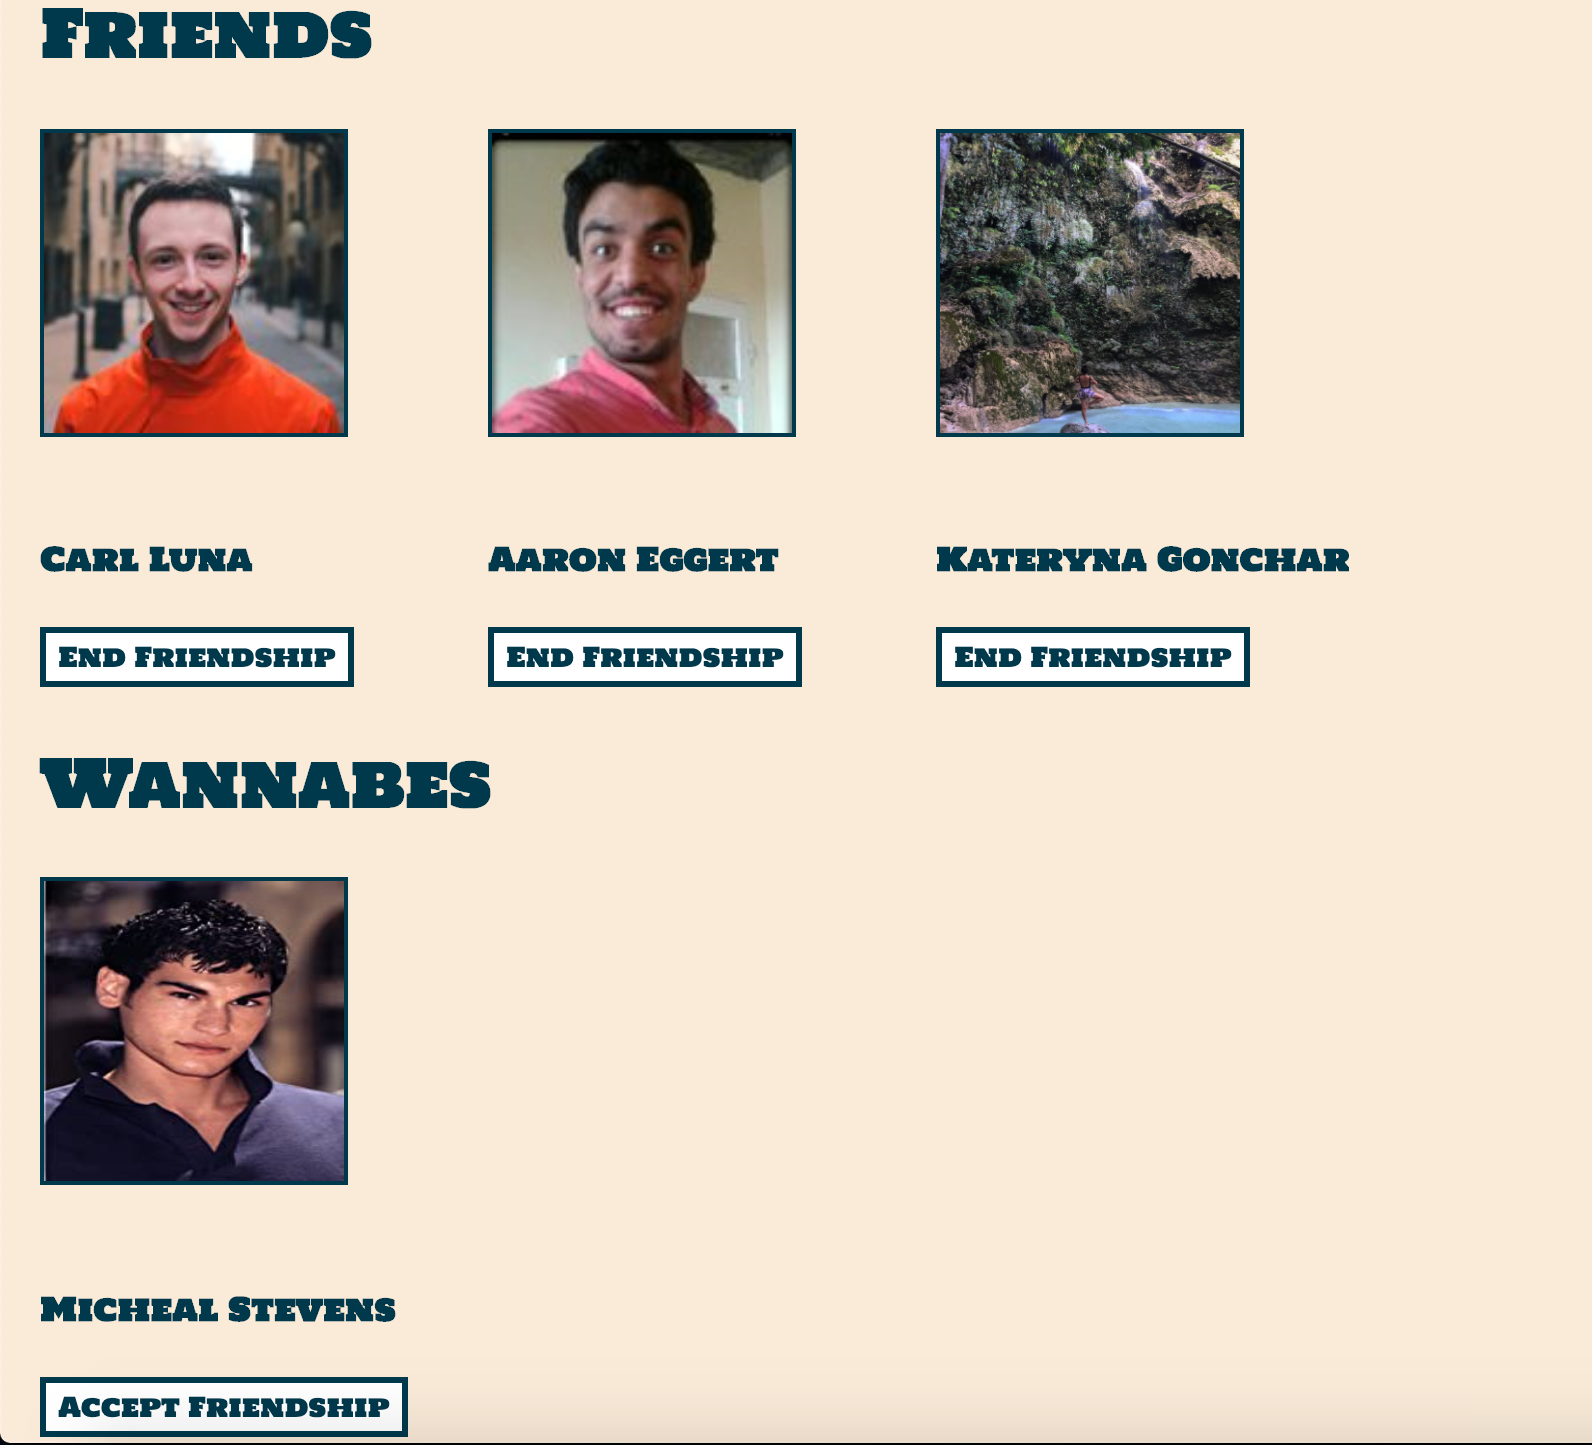 Friends
Carl Luna
Aaron Eggert
Kateryna Gonchar
End Friendship
End Friendship
End Friendship
Wannabes
Micheal Stevens
Accept Friendship